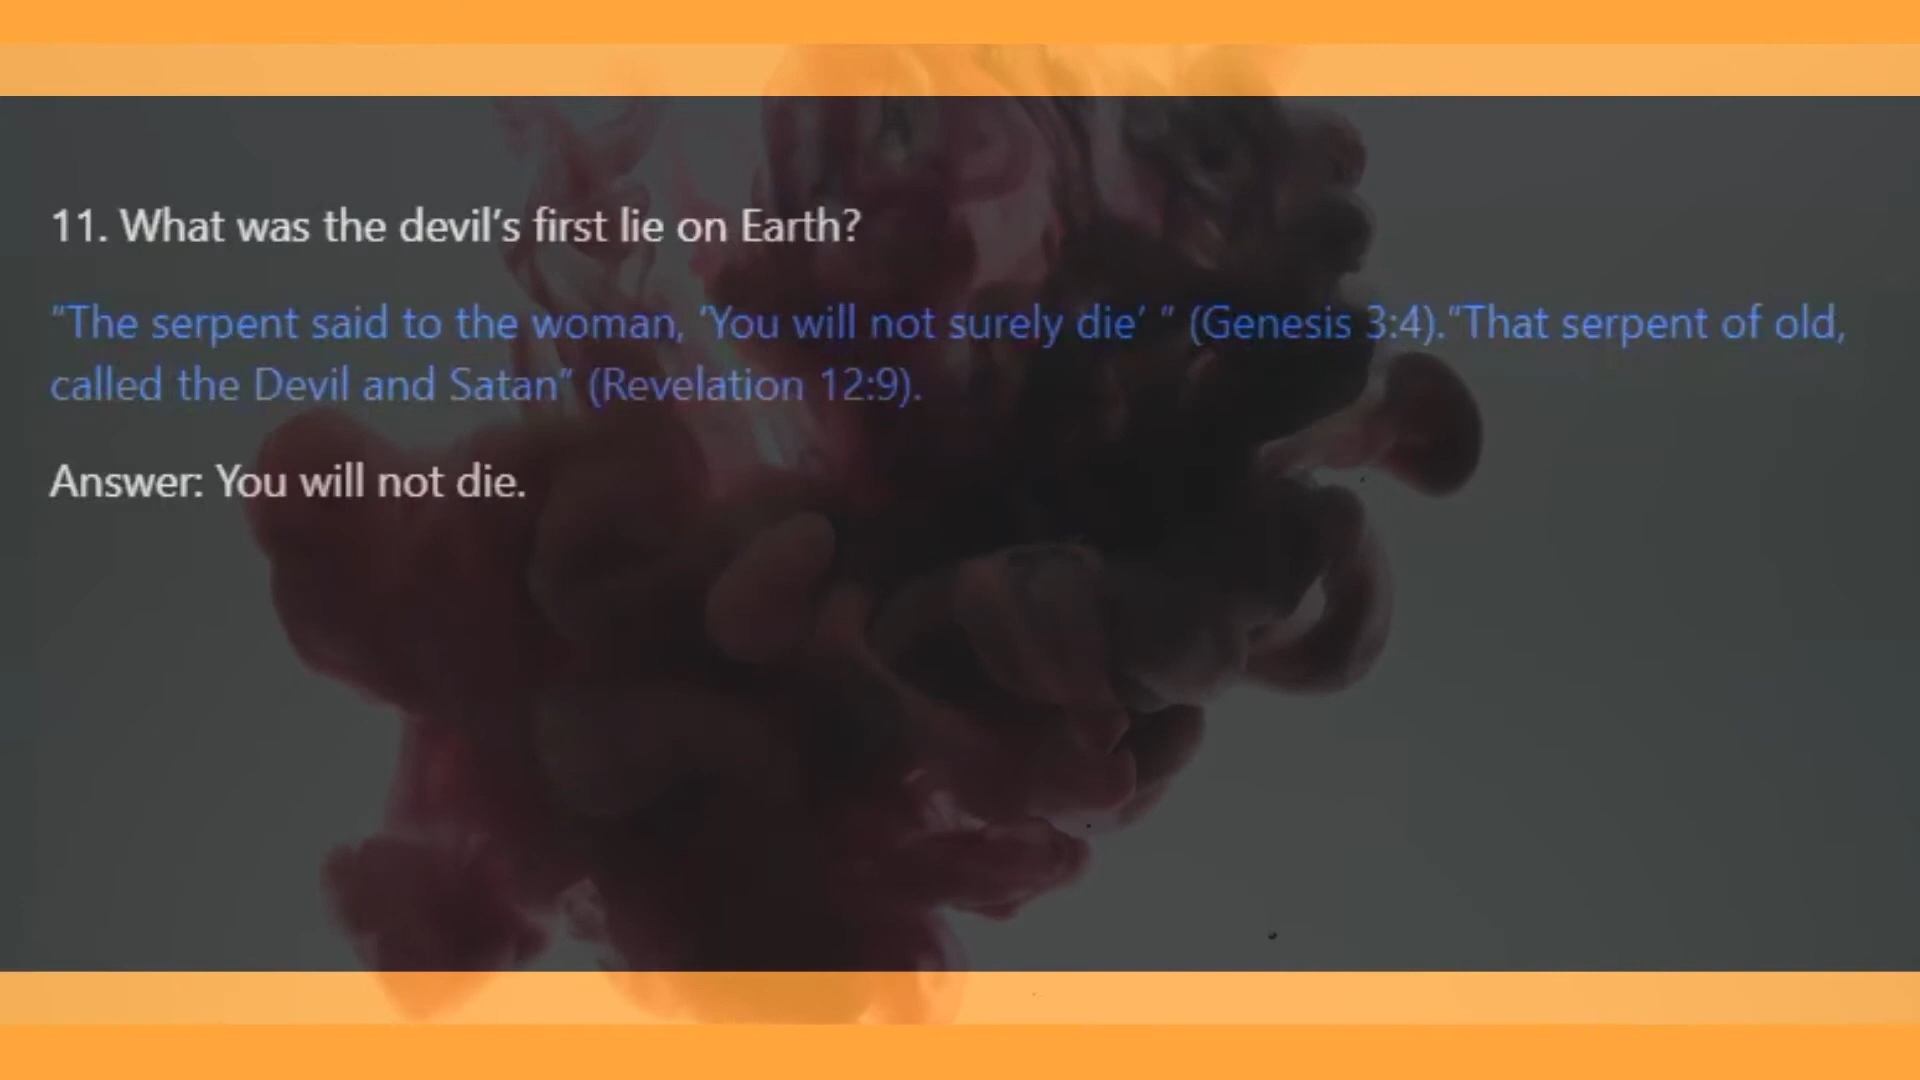 11. What was the devil’s first lie on Earth?
"The serpent said to the woman, ‘You will not surely die’ ” (Genesis 3:4).“That serpent of old,
called the Devil and Satan” (Revelation 12:9).
Answer: You will not die.